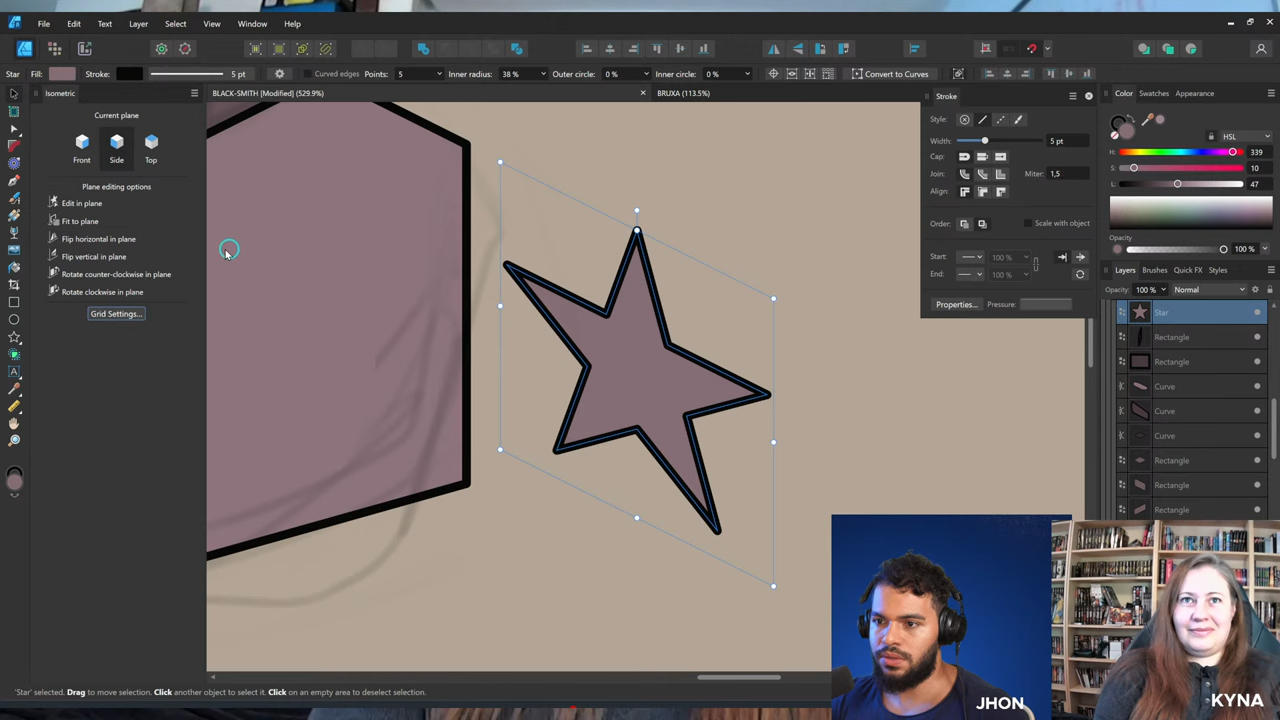 File Edit Text Layer Select View Window Help
Star Fill: Stroke: 5 pt Curved edges Points: 5 Inner radius: 38 % Outer circle: 0 % Inner circle: 0 % Convert to Curves
Isometric
BLACK-SMITH [Modified] (529.9%)
BRUXA (113.5%)
Current plane
Front Side Top
Plane editing options
Edit in plane
Fit to plane
Flip horizontal in plane
Flip vertical in plane
Rotate counter-clockwise in plane
Rotate clockwise in plane
Grid Settings...
Stroke
Style:
Width: 5 pt
Cap:
Join: Miter: 1,5
Align:
Order: Scale with object
Start: 100 %
End: 100 %
Properties... Pressure:
Color Swatches Appearance
HSL
H: 339
S: 10
L: 47
100 %
Layers Brushes Quick FX Styles
Opacity: 100 % Normal
Star
Rectangle
Rectangle
Curve
Curve
Curve
Rectangle
Rectangle
Rectangle
JHON
KYNA
'Star' selected. Drag to move selection. Click another object to select it. Click on an empty area to deselect selection.